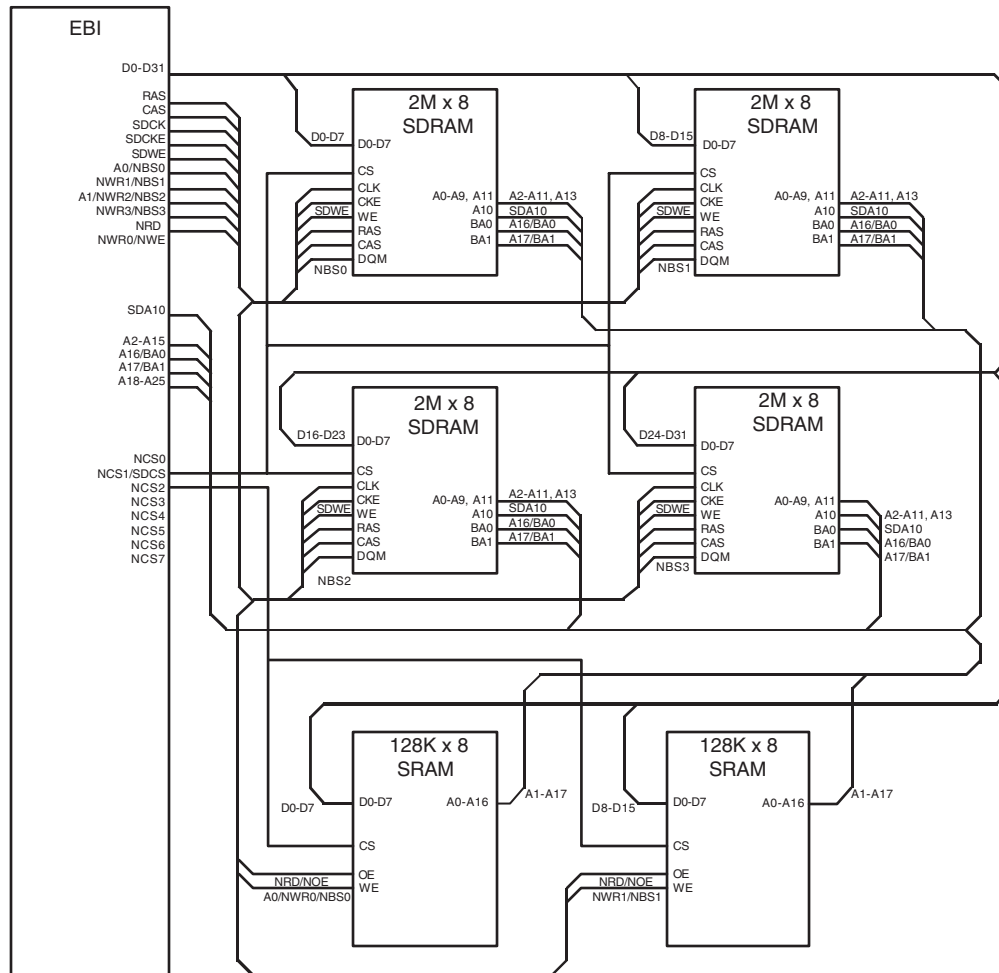 EBI
D0-D31
RAS
CAS
SDCK
SDCKE
SDWE
A0/NBS0
NWR1/NBS1
A1/NWR2/NBS2
NWR3/NBS3
NRD
NWR0/NWE
SDA10
A2-A15
A16/BA0
A17/BA1
A18-A25
NCS0
NCS1/SDCS
NCS2
NCS3
NCS4
NCS5
NCS6
NCS7
2M x 8
SDRAM
D0-D7
D0-D7
CS
CLK
CKE
SDWE
WE
RAS
CAS
DQM
NBS0
A0-A9, A11
A10
BA0
BA1
A2-A11, A13
SDA10
A16/BA0
A17/BA1
2M x 8
SDRAM
D8-D15
D0-D7
CS
CLK
CKE
SDWE
WE
RAS
CAS
DQM
NBS1
A0-A9, A11
A10
BA0
BA1
A2-A11, A13
SDA10
A16/BA0
A17/BA1
2M x 8
SDRAM
D16-D23
D0-D7
CS
CLK
CKE
SDWE
WE
RAS
CAS
DQM
NBS2
A0-A9, A11
A10
BA0
BA1
A2-A11, A13
SDA10
A16/BA0
A17/BA1
2M x 8
SDRAM
D24-D31
D0-D7
CS
CLK
CKE
SDWE
WE
RAS
CAS
DQM
NBS3
A0-A9, A11
A10
BA0
BA1
A2-A11, A13
SDA10
A16/BA0
A17/BA1
128K x 8
SRAM
D0-D7
D0-D7
A0-A16
A1-A17
CS
OE
NRD/NOE
WE
A0/NWR0/NBS0
128K x 8
SRAM
D8-D15
D0-D7
A0-A16
A1-A17
CS
OE
NRD/NOE
WE
NWR1/NBS1